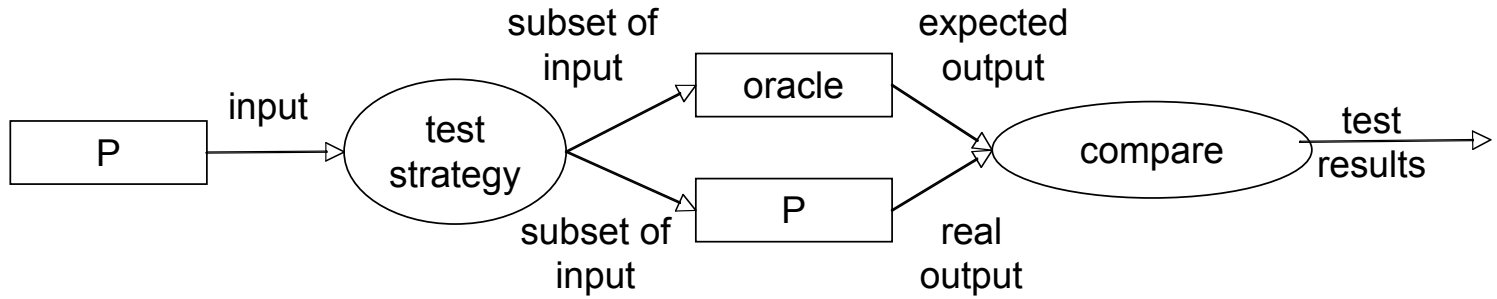 P
input
test
strategy
subset of
input
subset of
input
oracle
P
expected
output
real
output
compare
test
results